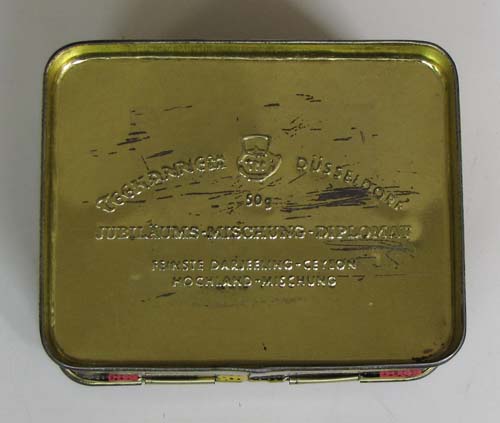 TEEKANNE DÜSSELDORF
50g
JUBILÄUMS-MISCHUNG-DIPLOMAT
FEINSTE DARJEELING-CEYLON
HOCHLAND-MISCHUNG